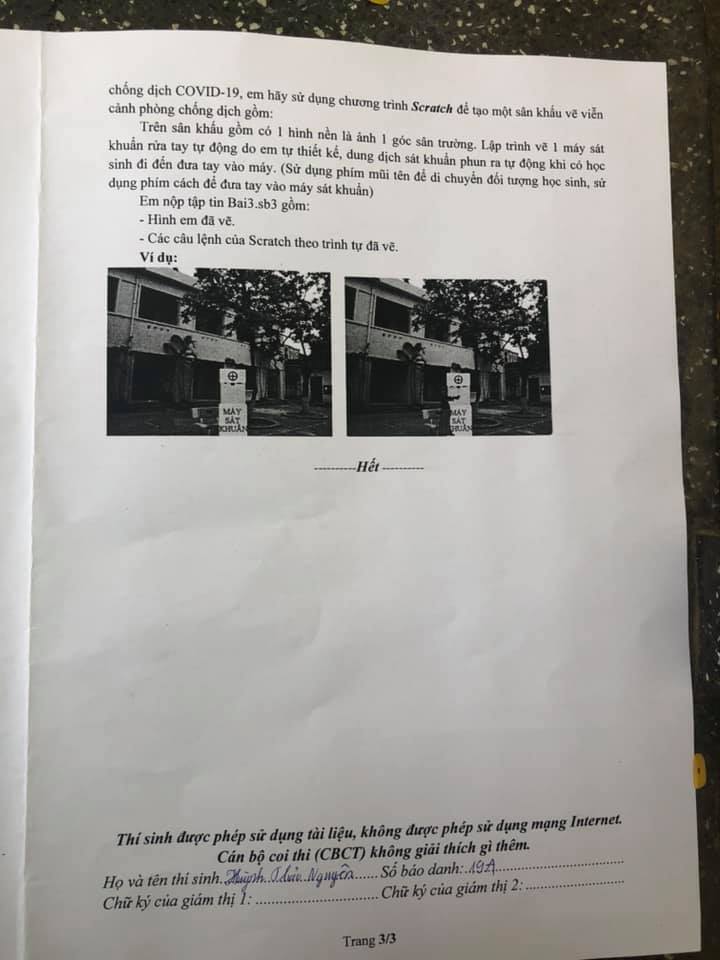 chống dịch COVID-19, em hãy sử dụng chương trình Scratch để tạo một sân khấu vẽ viễn
cảnh phòng chống dịch gồm:
Trên sân khấu gồm có 1 hình nền là ảnh 1 góc sân trường. Lập trình vẽ 1 máy sát
khuẩn rửa tay tự động do em tự thiết kế, dung dịch sát khuẩn phun ra tự động khi có học
sinh đi đến đưa tay vào máy. (Sử dụng phím mũi tên để di chuyển đối tượng học sinh, sử
dụng phím cách để đưa tay vào máy sát khuẩn)
Em nộp tập tin Bai3.sb3 gồm:
- Hình em đã vẽ.
- Các câu lệnh của Scratch theo trình tự đã vẽ.
Ví dụ:
MÁY
SÁT
KHUẨN
MÁY
SÁT
KHUẨN
----------Hết ----------
Thí sinh được phép sử dụng tài liệu, không được phép sử dụng mạng Internet.
Cán bộ coi thi (CBCT) không giải thích gì thêm.
Họ và tên thí sinh.Huỳnh Thảo Nguyên...... Số báo danh: 19A
Chữ ký của giám thị 1: ............................ Chữ ký của giám thị 2: ......................
Trang 3/3